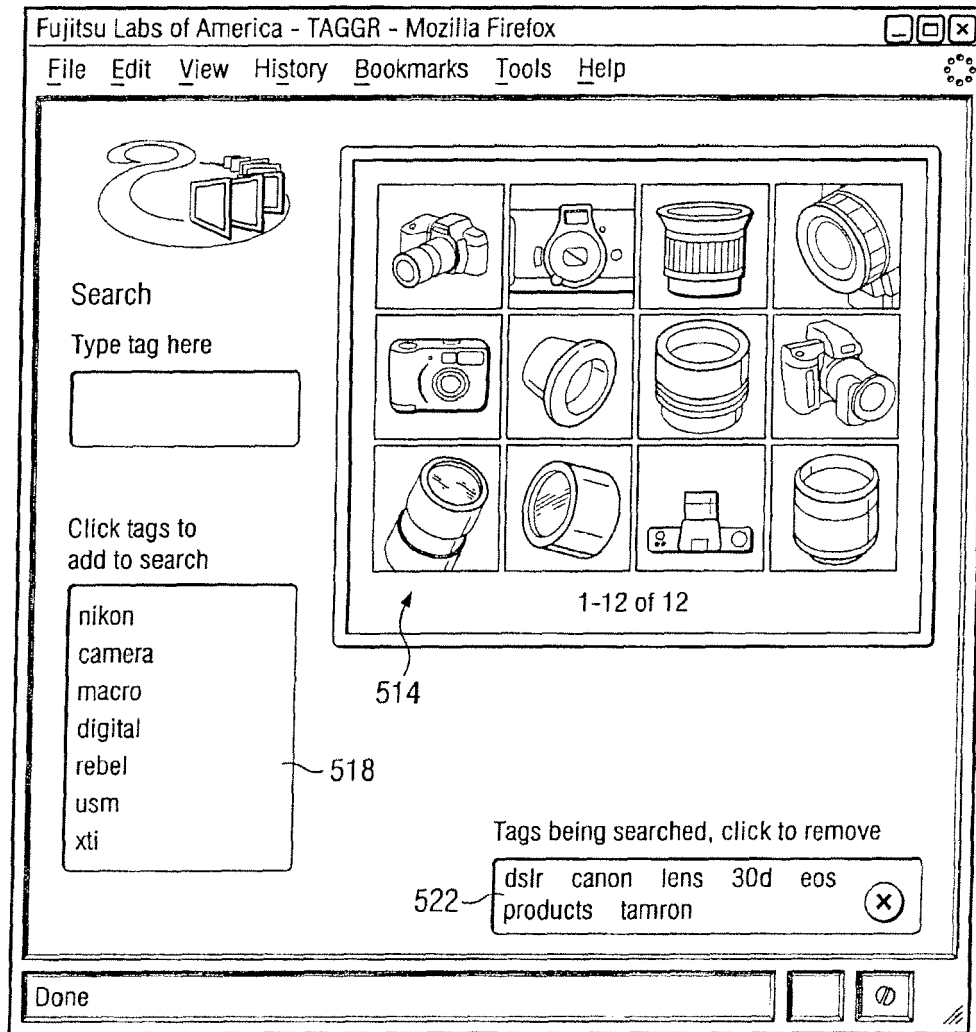 Fujitsu Labs of America - TAGGR - Mozilla Firefox
File Edit View History Bookmarks Tools Help
Search
Type tag here
Click tags to
add to search
nikon
camera
macro
digital
rebel
usm
xti
518
1-12 of 12
514
Tags being searched, click to remove
522
dslr canon lens 30d eos
products tamron
Done